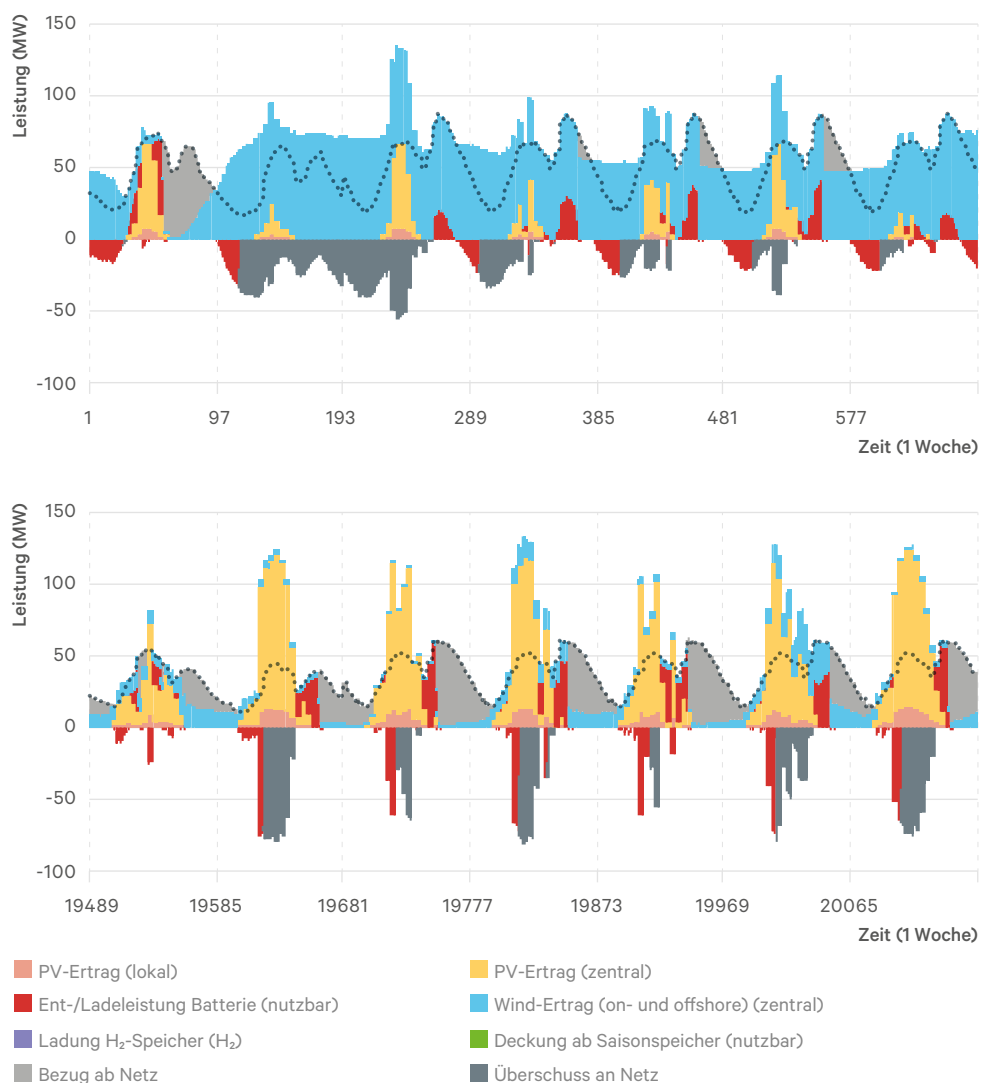 Leistung (MW)
150
100
50
0
-50
-100
1 97 193 289 385 481 577
Zeit (1 Woche)
Leistung (MW)
150
100
50
0
-50
-100
19489 19585 19681 19777 19873 19969 20065
Zeit (1 Woche)
PV-Ertrag (lokal) PV-Ertrag (zentral)
Ent-/Ladeleistung Batterie (nutzbar) Wind-Ertrag (on- und offshore) (zentral)
Ladung H₂-Speicher (H₂) Deckung ab Saisonspeicher (nutzbar)
Bezug ab Netz Überschuss an Netz